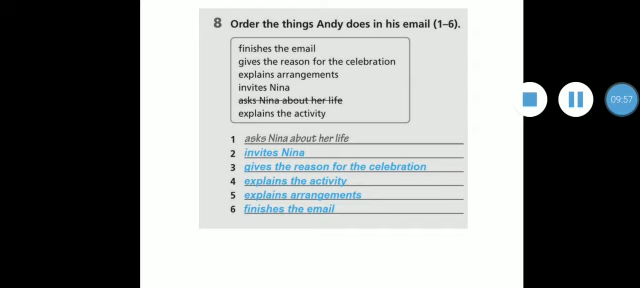 8 Order the things Andy does in his email (1–6).
finishes the email
gives the reason for the celebration
explains arrangements
invites Nina
asks Nina about her life
explain the activity
1 asks Nina about her life
2 invites Nina
3 gives the reason for the celebration
4 explains the activity
5 explains arrangements
6 finishes the email
09:57